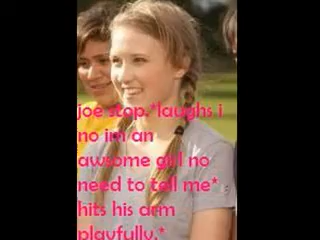 joe stop.*laughs i
no im an
awsome girl no
need to tell me*
hits his arm
playfully.*